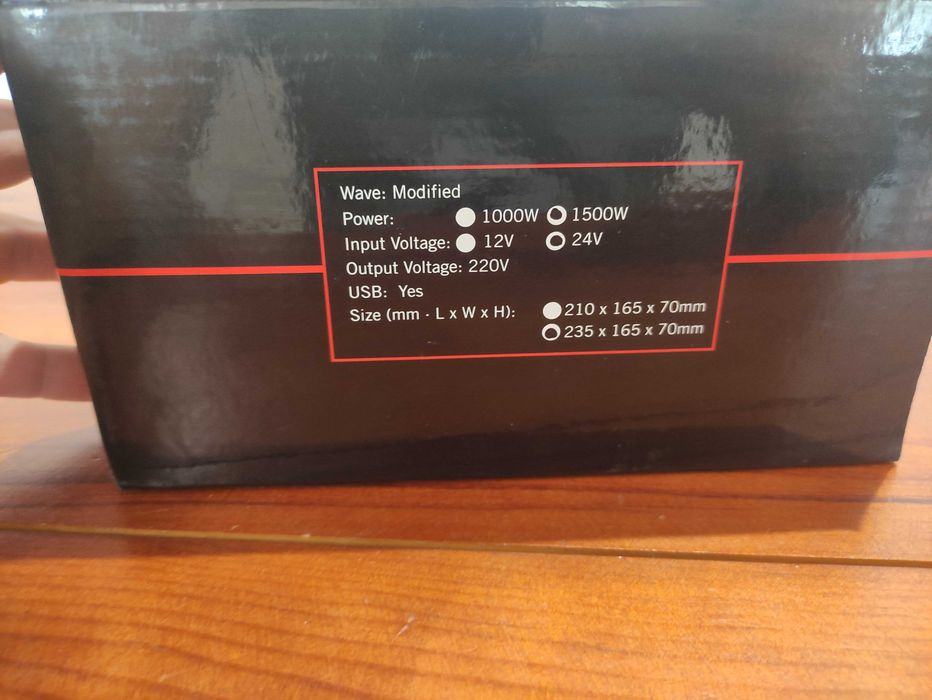 Wave: Modified
Power: 1000W 1500W
Input Voltage: 12V 24V
Output Voltage: 220V
USB: Yes
Size (mm · L x W x H): 210 x 165 x 70mm
235 x 165 x 70mm